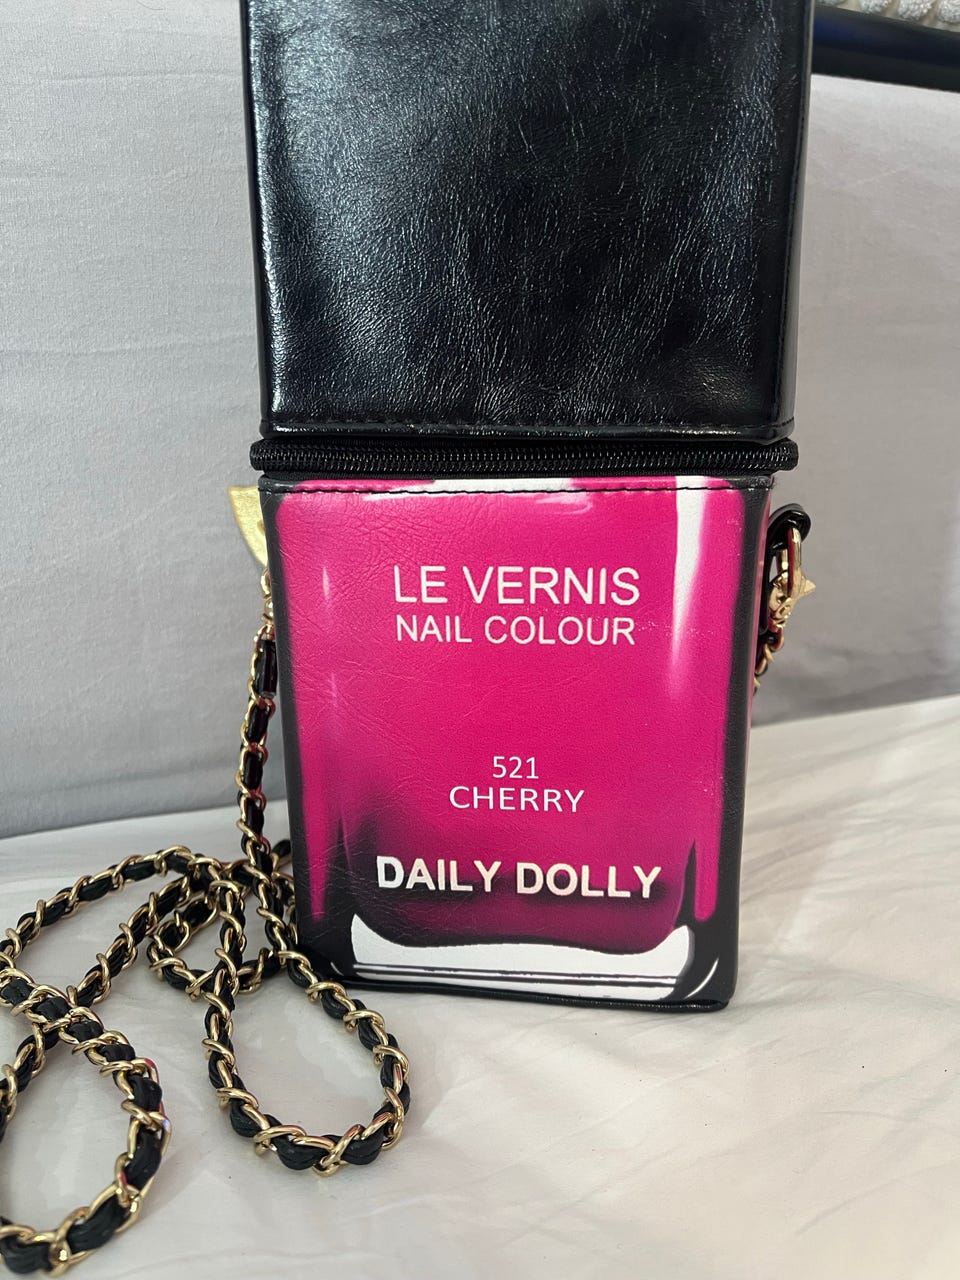 LE VERNIS
NAIL COLOUR
521
CHERRY
DAILY DOLLY